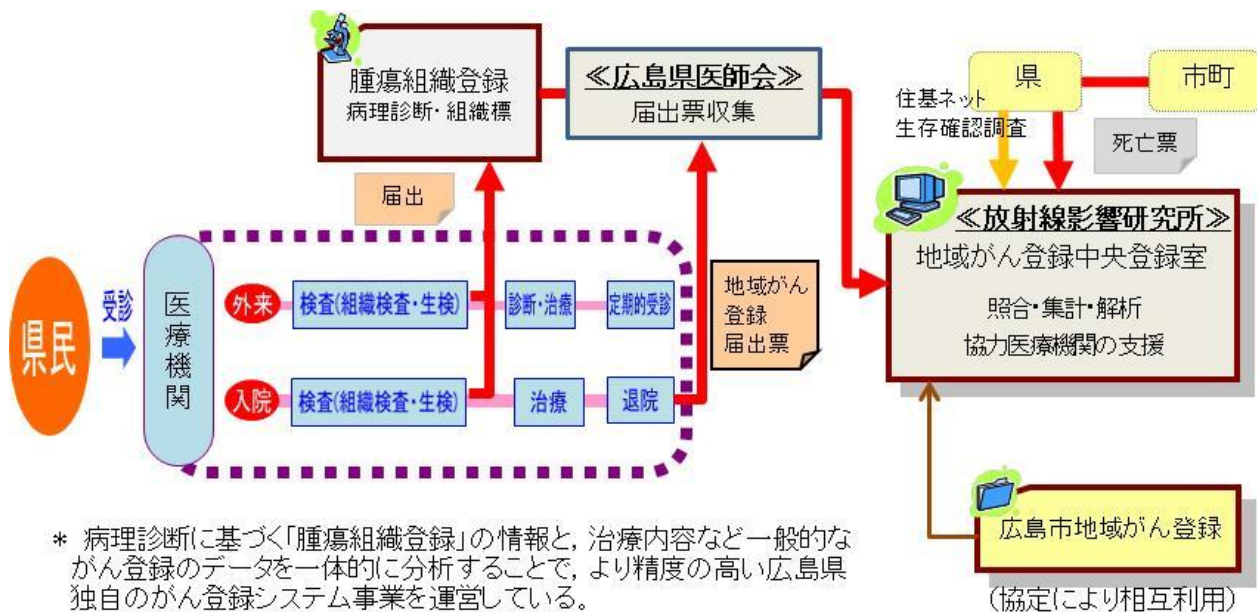 腫瘍組織登録
病理診断・組織標
≪広島県医師会≫
届出票収集
県
市町
住基ネット
生存確認調査
死亡票
届出
≪放射線影響研究所≫
地域がん登録中央登録室
照合・集計・解析
協力医療機関の支援
県民
受診
医療機関
外来
検査(組織検査・生検)
診断・治療
定期的受診
入院
検査(組織検査・生検)
治療
退院
地域がん
登録
届出票
広島市地域がん登録
(協定により相互利用)
* 病理診断に基づく「腫瘍組織登録」の情報と, 治療内容など一般的な
がん登録のデータを一体的に分析することで, より精度の高い広島県
独自のがん登録システム事業を運営している。